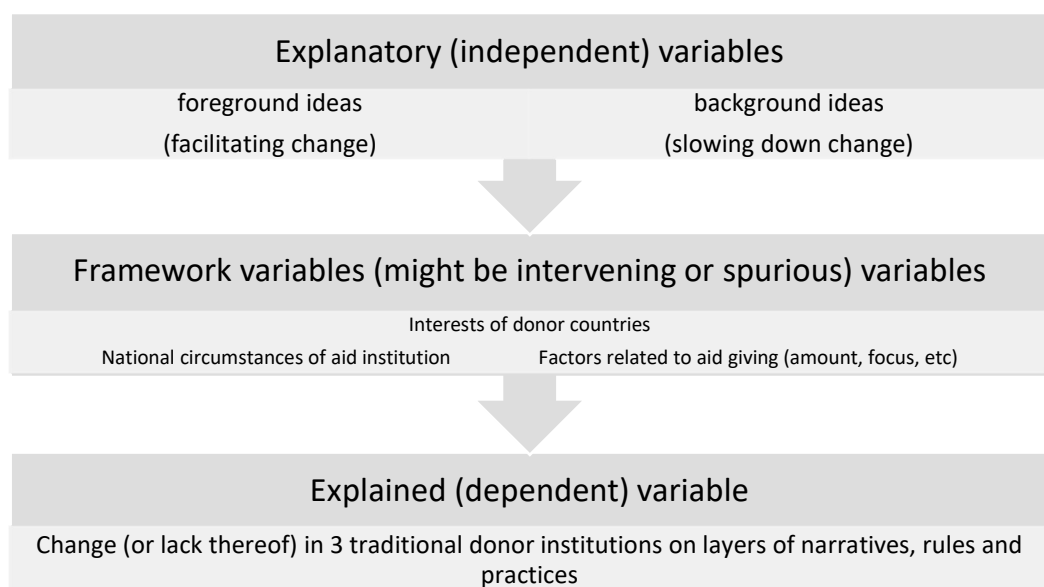 Explanatory (independent) variables
foreground ideas
(facilitating change)
background ideas
(slowing down change)
Framework variables (might be intervening or spurious) variables
Interests of donor countries
National circumstances of aid institution
Factors related to aid giving (amount, focus, etc)
Explained (dependent) variable
Change (or lack thereof) in 3 traditional donor institutions on layers of narratives, rules and
practices